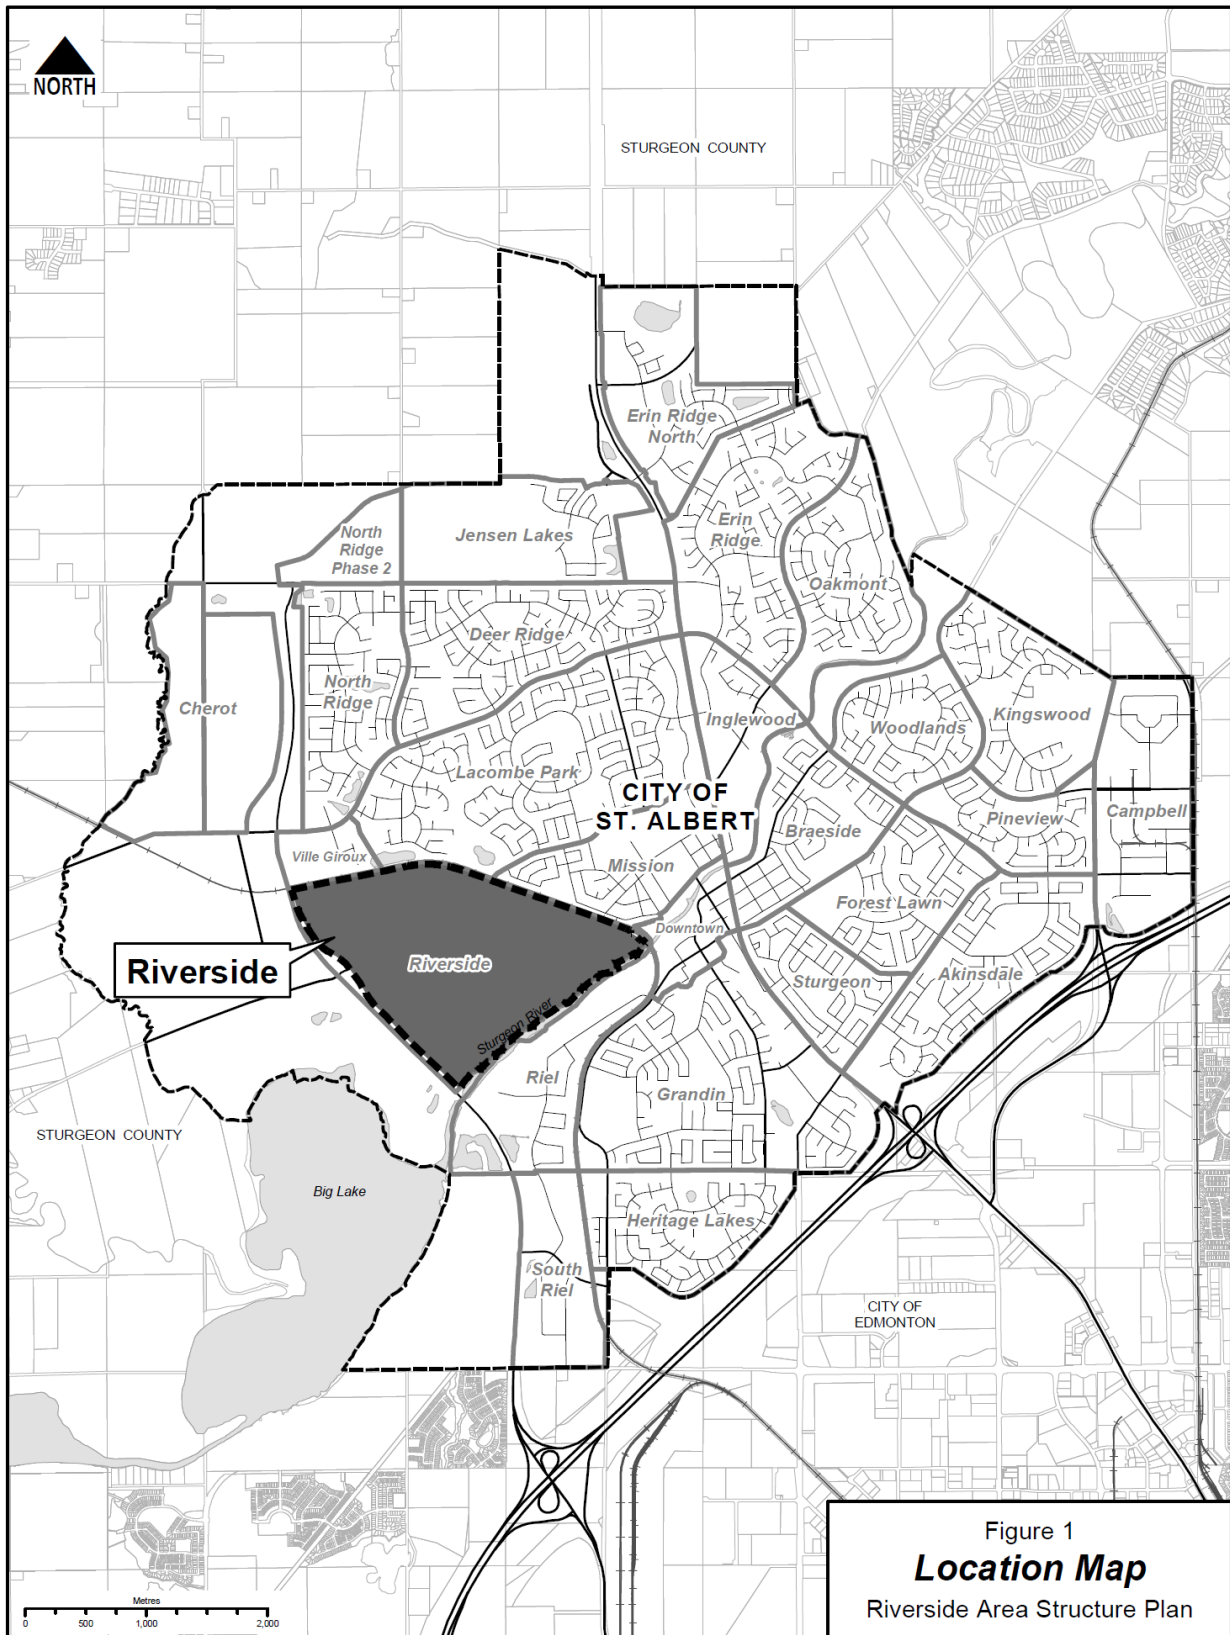 NORTH
STURGEON COUNTY
Erin Ridge
North
Erin
Ridge
Jensen Lakes
North
Ridge
Phase 2
Oakmont
Deer Ridge
North
Ridge
Cherot
Inglewood
Woodlands
Kingswood
Lacombe Park
CITY OF
ST. ALBERT
Braeside
Pineview
Campbell
Ville Giroux
Mission
Forest Lawn
Downtown
Riverside
Riverside
Sturgeon
Akinsdale
Sturgeon River
Riel
Grandin
STURGEON COUNTY
Big Lake
Heritage Lakes
South
Riel
CITY OF
EDMONTON
Figure 1
Location Map
Riverside Area Structure Plan
Metres
0 500 1,000 2,000